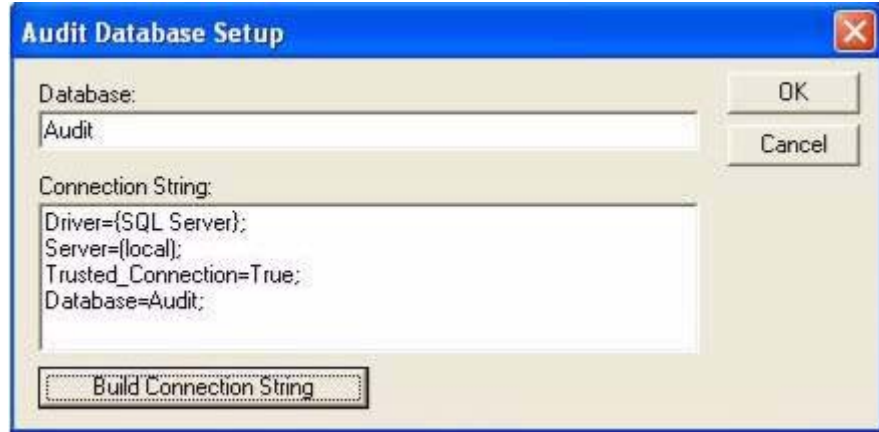 Audit Database Setup
Database:
OK
Audit
Cancel
Connection String:
Driver={SQL Server};
Server=(local);
Trusted_Connection=True;
Database=Audit;
Build Connection String